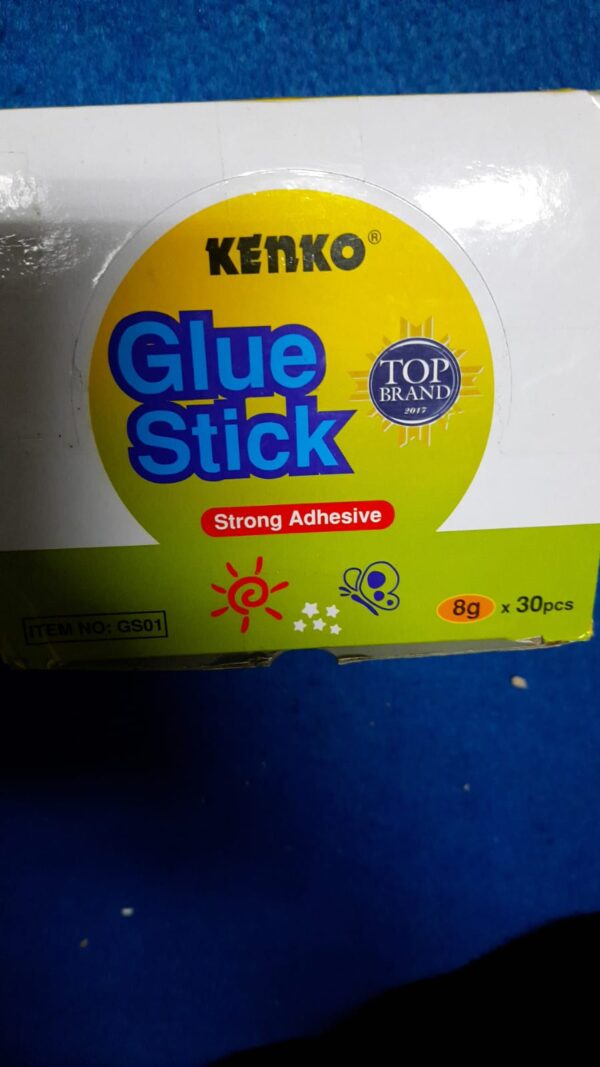 KENKO®
Glue
Stick
TOP
BRAND
2017
Strong Adhesive
ITEM NO: GS01
8g x 30pcs